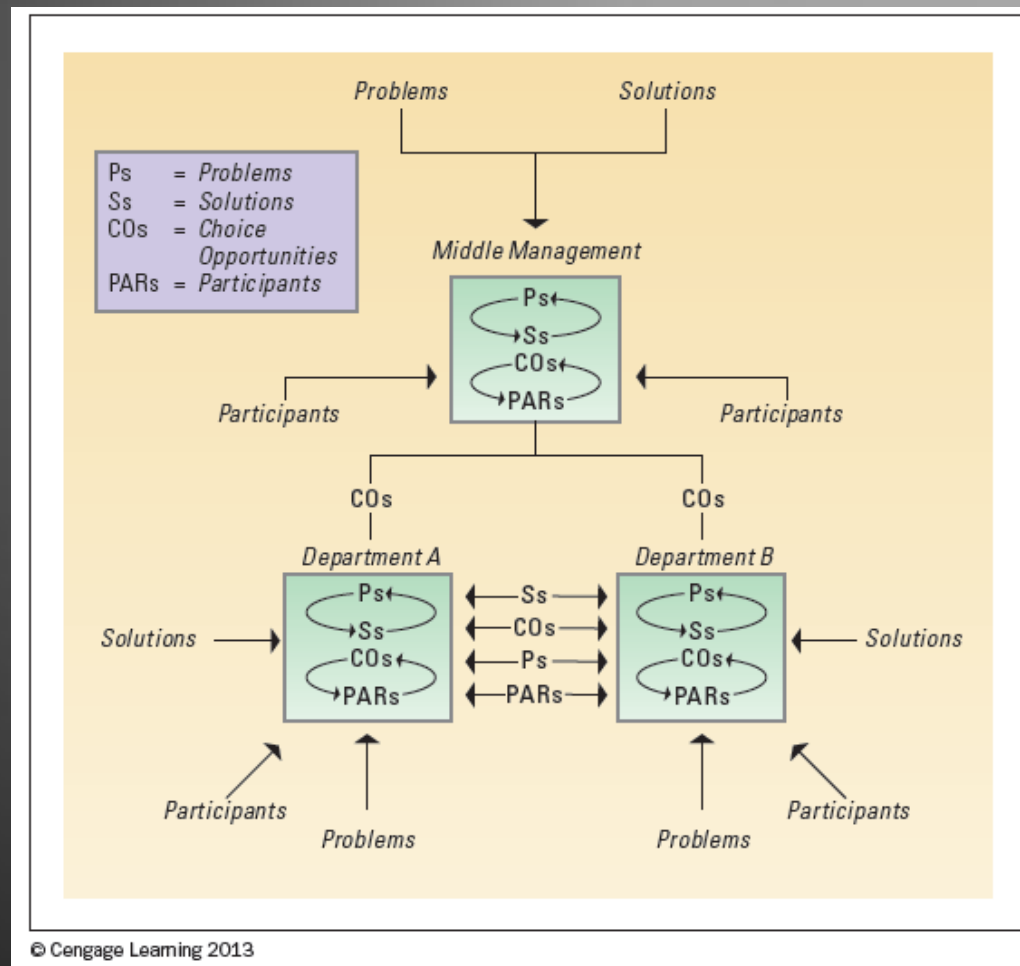 Problems Solutions
Ps = Problems
Ss = Solutions
COs = Choice
Opportunities
PARs = Participants
Middle Management
Ps
Ss
COs
PARs
Participants Participants
COs COs
Department A Department B
Ps Ss Ps
Ss COs Ss
COs Ps COs
PARs PARs PARs
Solutions Solutions
Participants Participants
Problems Problems
© Cengage Learning 2013